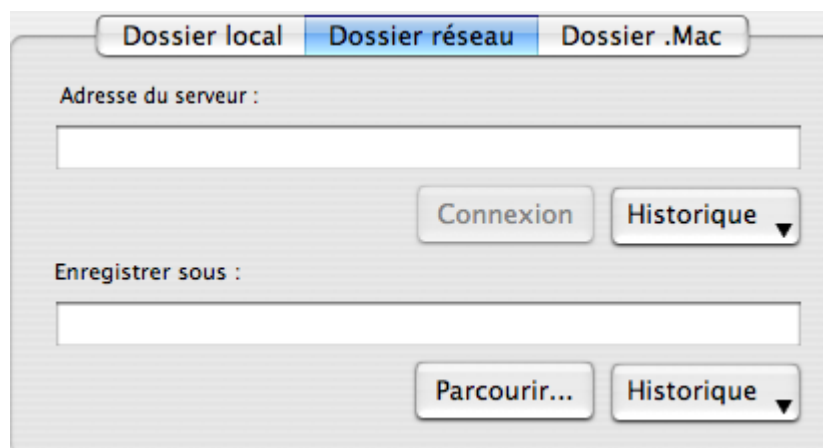 Dossier local Dossier réseau Dossier .Mac
Adresse du serveur :
Connexion Historique
Enregistrer sous :
Parcourir... Historique